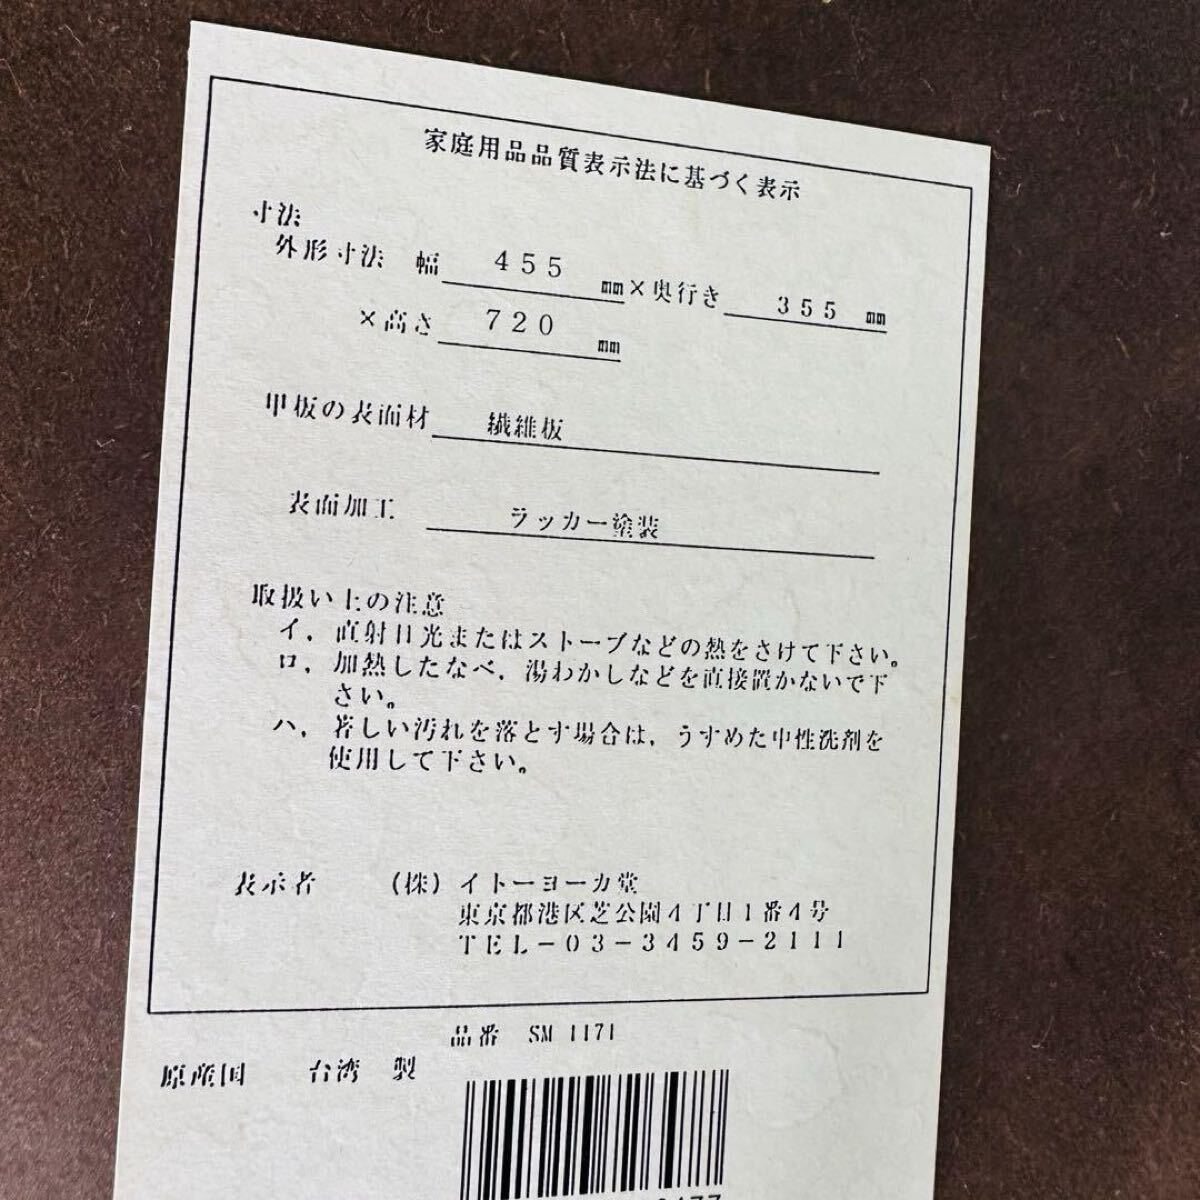 家庭用品品質表示法に基づく表示
寸法
外形寸法 幅 455 ㎜×奥行き 355 ㎜
×高さ 720 ㎜
甲板の表面材 繊維板
表面加工 ラッカー塗装
取扱い上の注意
イ．直射日光またはストーブなどの熱をさけて下さい。
ロ．加熱したなべ，湯わかしなどを直接置かないで下
さい。
ハ．著しい汚れを落とす場合は，うすめた中性洗剤を
使用して下さい。
表示者 （株）イトーヨーカ堂
東京都港区芝公園4丁目1番4号
TEL－03－3459－2111
品番 SM 1171
原産国 台湾 製